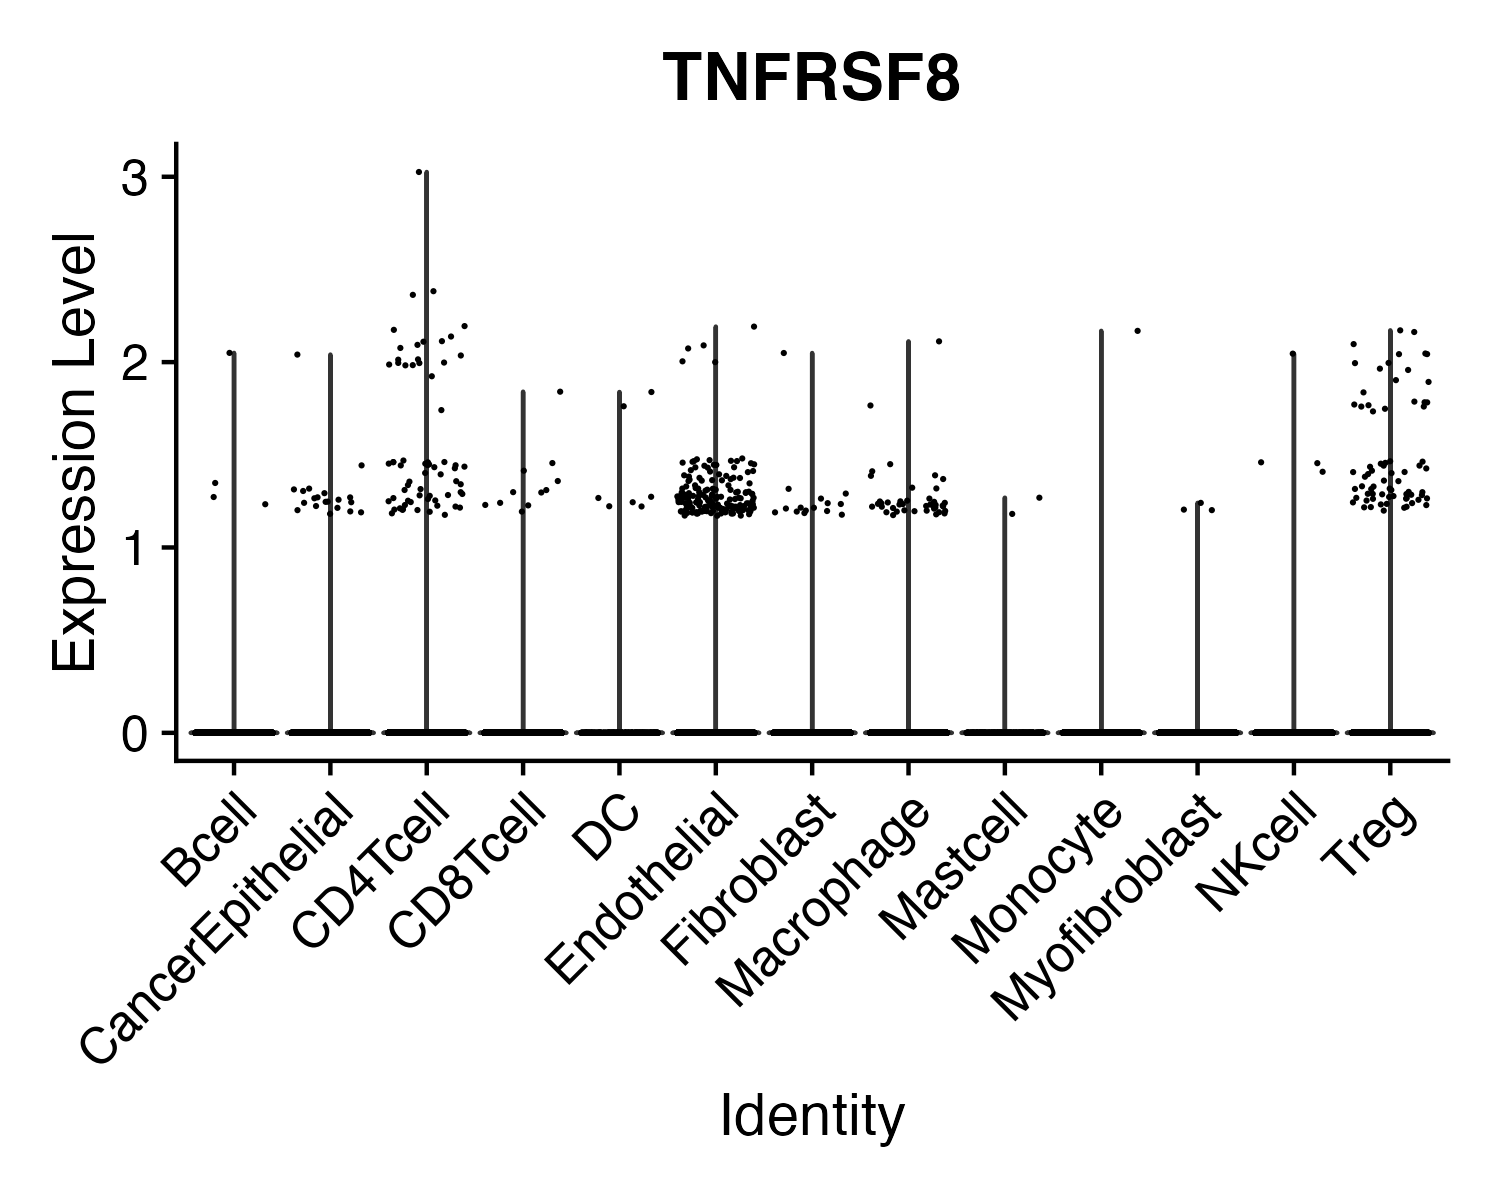 TNFRSF8
Expression Level
3
2
1
0
Bcell
CancerEpithelial
CD4Tcell
CD8Tcell
DC
Endothelial
Fibroblast
Macrophage
Mastcell
Monocyte
Myofibroblast
NKcell
Treg
Identity